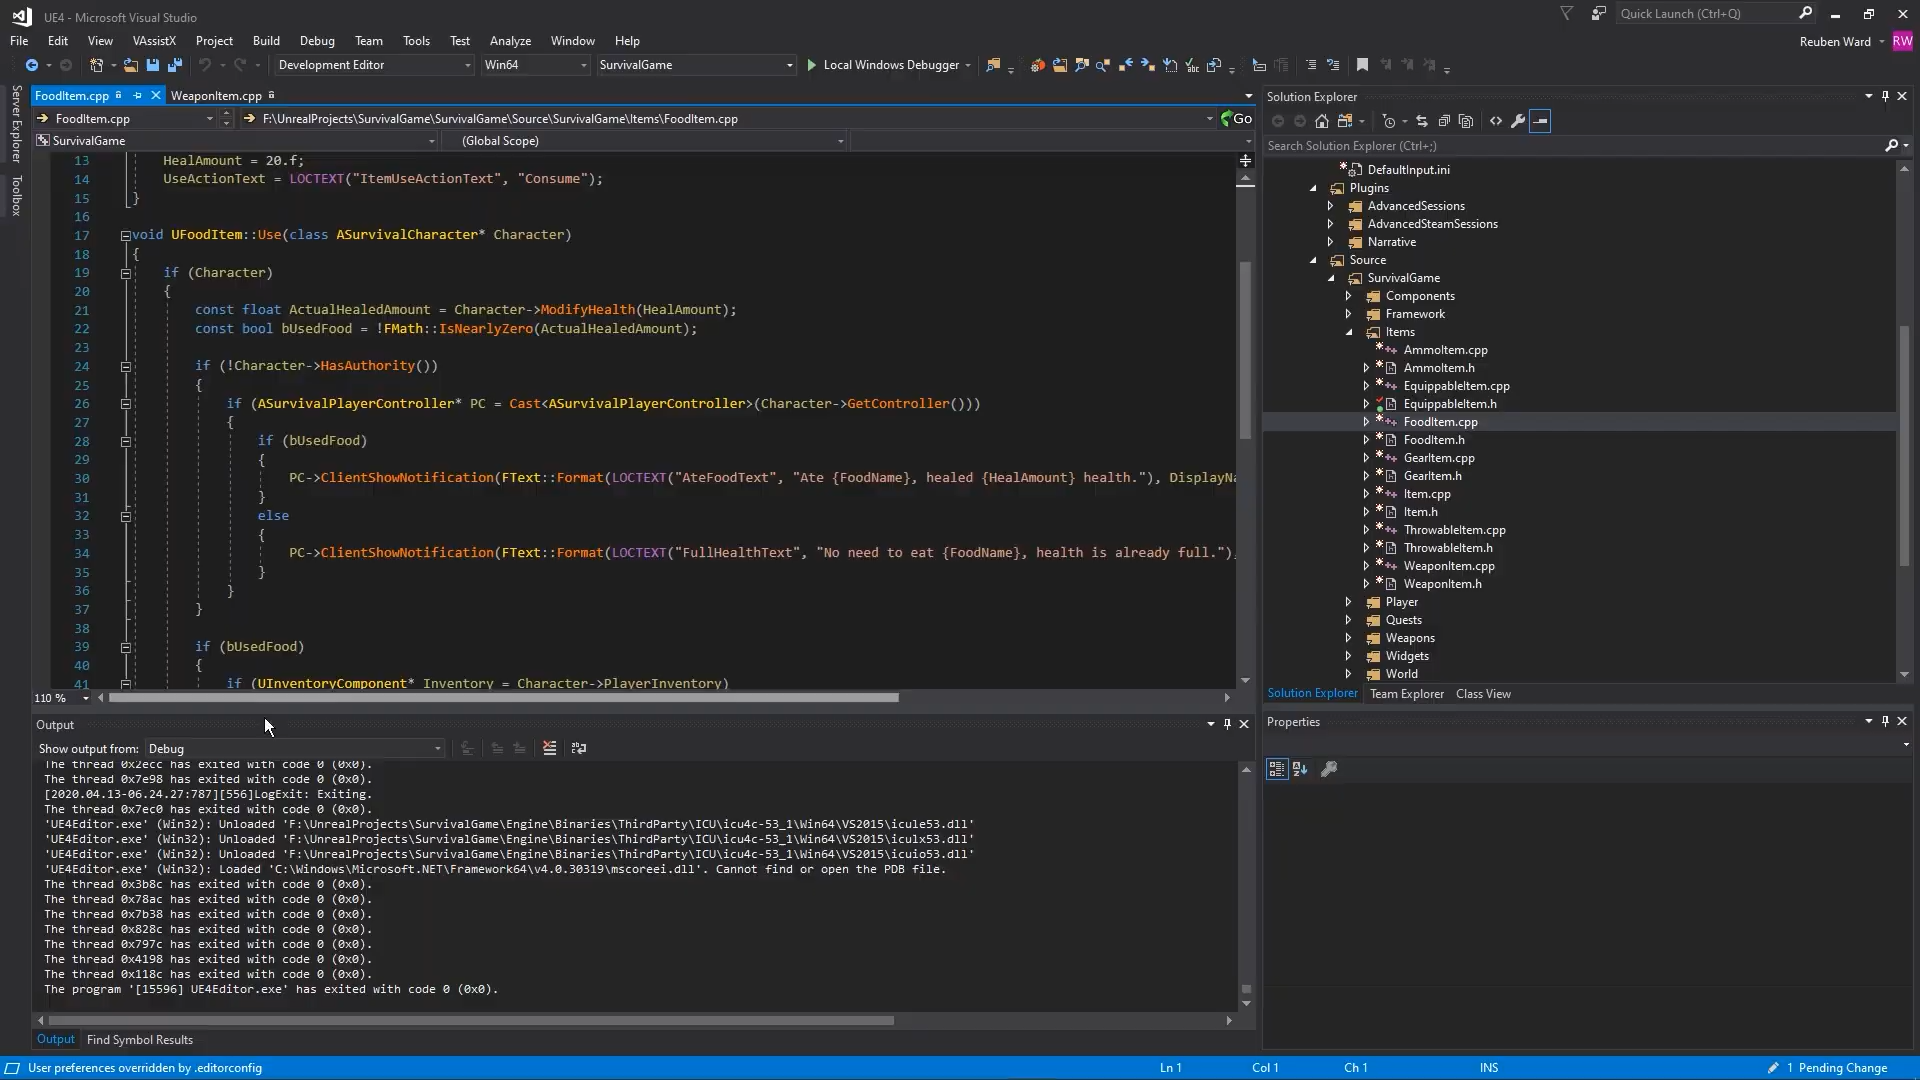 UE4 - Microsoft Visual Studio
Quick Launch (Ctrl+Q)
File Edit View VAssistX Project Build Debug Team Tools Test Analyze Window Help
Reuben Ward
RW
Development Editor
Win64
SurvivalGame
Local Windows Debugger
Server Explorer
Toolbox
FoodItem.cpp
WeaponItem.cpp
FoodItem.cpp
F:\UnrealProjects\SurvivalGame\SurvivalGame\Source\SurvivalGame\Items\FoodItem.cpp
Go
SurvivalGame
(Global Scope)
13 HealAmount = 20.f;
14 UseActionText = LOCTEXT("ItemUseActionText", "Consume");
15 }
16
17 void UFoodItem::Use(class ASurvivalCharacter* Character)
18 {
19 if (Character)
20 {
21 const float ActualHealedAmount = Character->ModifyHealth(HealAmount);
22 const bool bUsedFood = !FMath::IsNearlyZero(ActualHealedAmount);
23
24 if (!Character->HasAuthority())
25 {
26 if (ASurvivalPlayerController* PC = Cast<ASurvivalPlayerController>(Character->GetController()))
27 {
28 if (bUsedFood)
29 {
30 PC->ClientShowNotification(FText::Format(LOCTEXT("AteFoodText", "Ate {FoodName}, healed {HealAmount} health."), DisplayNa
31 }
32 else
33 {
34 PC->ClientShowNotification(FText::Format(LOCTEXT("FullHealthText", "No need to eat {FoodName}, health is already full."),
35 }
36 }
37 }
38
39 if (bUsedFood)
40 {
41 if (UInventoryComponent* Inventory = Character->PlayerInventory)
110 %
Output
Show output from: Debug
The thread 0x2ecc has exited with code 0 (0x0).
The thread 0x7e98 has exited with code 0 (0x0).
[2020.04.13-06.24.27:787][556]LogExit: Exiting.
The thread 0x7ec0 has exited with code 0 (0x0).
'UE4Editor.exe' (Win32): Unloaded 'F:\UnrealProjects\SurvivalGame\Engine\Binaries\ThirdParty\ICU\icu4c-53_1\Win64\VS2015\icule53.dll'
'UE4Editor.exe' (Win32): Unloaded 'F:\UnrealProjects\SurvivalGame\Engine\Binaries\ThirdParty\ICU\icu4c-53_1\Win64\VS2015\iculx53.dll'
'UE4Editor.exe' (Win32): Unloaded 'F:\UnrealProjects\SurvivalGame\Engine\Binaries\ThirdParty\ICU\icu4c-53_1\Win64\VS2015\icuio53.dll'
'UE4Editor.exe' (Win32): Loaded 'C:\Windows\Microsoft.NET\Framework64\v4.0.30319\mscoreei.dll'. Cannot find or open the PDB file.
The thread 0x3b8c has exited with code 0 (0x0).
The thread 0x78ac has exited with code 0 (0x0).
The thread 0x7b38 has exited with code 0 (0x0).
The thread 0x828c has exited with code 0 (0x0).
The thread 0x797c has exited with code 0 (0x0).
The thread 0x4198 has exited with code 0 (0x0).
The thread 0x118c has exited with code 0 (0x0).
The program '[15596] UE4Editor.exe' has exited with code 0 (0x0).
Output
Find Symbol Results
Solution Explorer
Search Solution Explorer (Ctrl+;)
DefaultInput.ini
Plugins
AdvancedSessions
AdvancedSteamSessions
Narrative
Source
SurvivalGame
Components
Framework
Items
AmmoItem.cpp
AmmoItem.h
EquippableItem.cpp
EquippableItem.h
FoodItem.cpp
FoodItem.h
GearItem.cpp
GearItem.h
Item.cpp
Item.h
ThrowableItem.cpp
ThrowableItem.h
WeaponItem.cpp
WeaponItem.h
Player
Quests
Weapons
Widgets
World
Solution Explorer
Team Explorer
Class View
Properties
User preferences overridden by .editorconfig
Ln 1
Col 1
Ch 1
INS
1 Pending Change